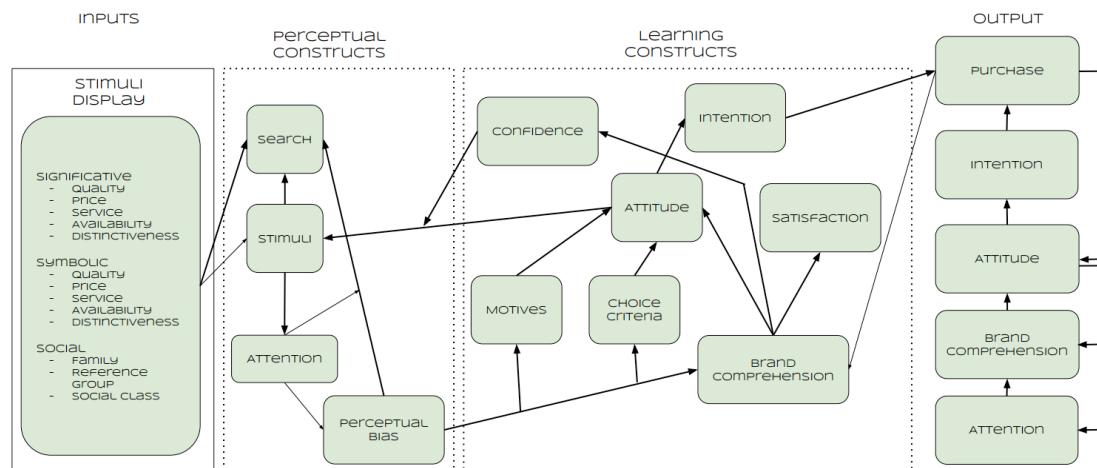 INPUTS
STIMULI
DISPLAY
SIGNIFICATIVE
- QUALITY
- PRICE
- SERVICE
- AVAILABILITY
- DISTINCTIVENESS
SYMBOLIC
- QUALITY
- PRICE
- SERVICE
- AVAILABILITY
- DISTINCTIVENESS
SOCIAL
- FAMILY
- REFERENCE
GROUP
- SOCIAL CLASS
PERCEPTUAL
CONSTRUCTS
SEARCH
STIMULI
ATTENTION
PERCEPTUAL
BIAS
LEARNING
CONSTRUCTS
CONFIDENCE
INTENTION
ATTITUDE
SATISFACTION
MOTIVES
CHOICE
CRITERIA
BRAND
COMPREHENSION
OUTPUT
PURCHASE
INTENTION
ATTITUDE
BRAND
COMPREHENSION
ATTENTION